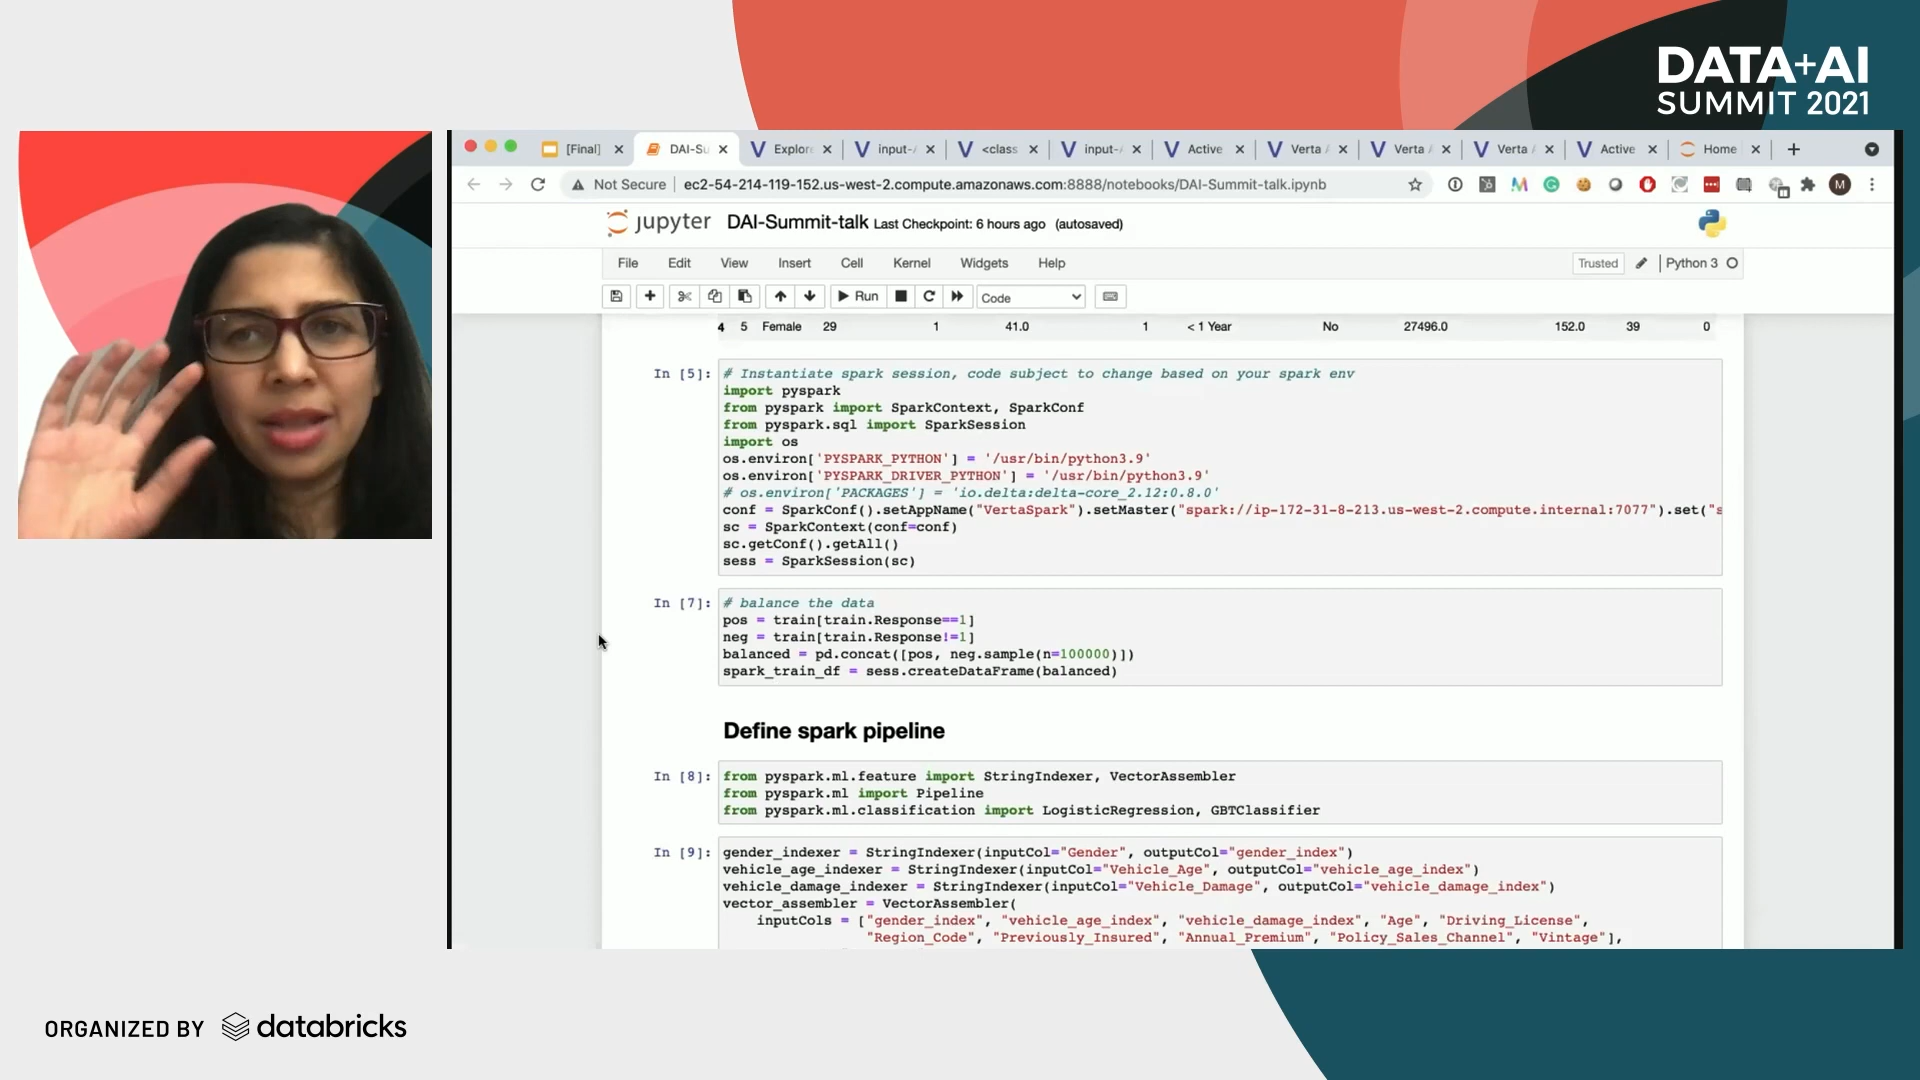 DATA+AI
SUMMIT 2021
[Final]
DAI-Su
Explore
input-
<class
input-
Active
Verta
Verta
Verta
Active
Home
Not Secure
ec2-54-214-119-152.us-west-2.compute.amazonaws.com:8888/notebooks/DAI-Summit-talk.ipynb
M
jupyter DAI-Summit-talk Last Checkpoint: 6 hours ago (autosaved)
File Edit View Insert Cell Kernel Widgets Help Trusted Python 3
Run Code
4 5 Female 29 1 41.0 1 < 1 Year No 27496.0 152.0 39 0
In [5]: # Instantiate spark session, code subject to change based on your spark env
import pyspark
from pyspark import SparkContext, SparkConf
from pyspark.sql import SparkSession
import os
os.environ['PYSPARK_PYTHON'] = '/usr/bin/python3.9'
os.environ['PYSPARK_DRIVER_PYTHON'] = '/usr/bin/python3.9'
# os.environ['PACKAGES'] = 'io.delta:delta-core_2.12:0.8.0'
conf = SparkConf().setAppName("VertaSpark").setMaster("spark://ip-172-31-8-213.us-west-2.compute.internal:7077").set("s
sc = SparkContext(conf=conf)
sc.getConf().getAll()
sess = SparkSession(sc)
In [7]: # balance the data
pos = train[train.Response==1]
neg = train[train.Response!=1]
balanced = pd.concat([pos, neg.sample(n=100000)])
spark_train_df = sess.createDataFrame(balanced)
Define spark pipeline
In [8]: from pyspark.ml.feature import StringIndexer, VectorAssembler
from pyspark.ml import Pipeline
from pyspark.ml.classification import LogisticRegression, GBTClassifier
In [9]: gender_indexer = StringIndexer(inputCol="Gender", outputCol="gender_index")
vehicle_age_indexer = StringIndexer(inputCol="Vehicle_Age", outputCol="vehicle_age_index")
vehicle_damage_indexer = StringIndexer(inputCol="Vehicle_Damage", outputCol="vehicle_damage_index")
vector_assembler = VectorAssembler(
inputCols = ["gender_index", "vehicle_age_index", "vehicle_damage_index", "Age", "Driving_License",
"Region_Code", "Previously_Insured", "Annual_Premium", "Policy_Sales_Channel", "Vintage"],
ORGANIZED BY databricks